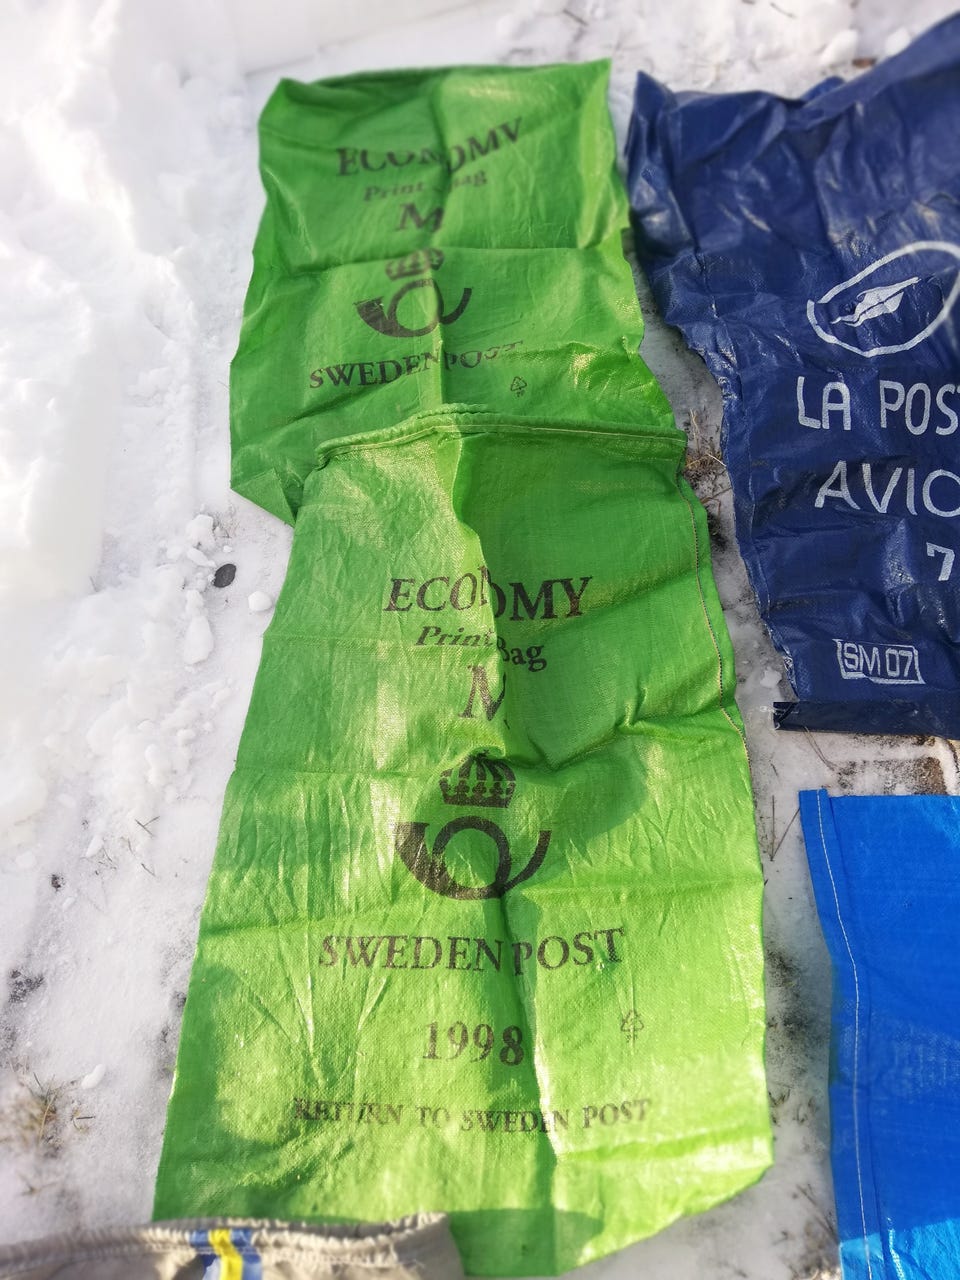 ECONOMY
Print Bag
M
SWEDEN POST
ECONOMY
Print Bag
M
SWEDEN POST
1998
RETURN TO SWEDEN POST
LA POST
AVIO
7
SM 07